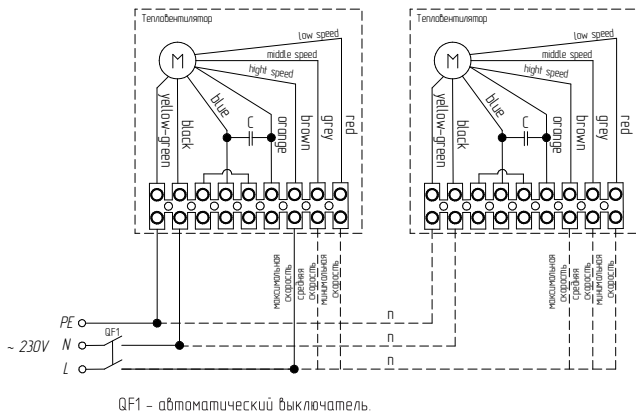 Тепловентилятор
low speed
middle speed
hight speed
M
yellow-green
black
blue
C
orange
brown
grey
red
максимальная
скорость
средняя
скорость
минимальная
скорость
Тепловентилятор
low speed
middle speed
hight speed
M
yellow-green
black
blue
C
orange
brown
grey
red
максимальная
скорость
средняя
скорость
минимальная
скорость
PE
n
~ 230V N QF1
n
L
n
QF1 - автоматический выключатель.